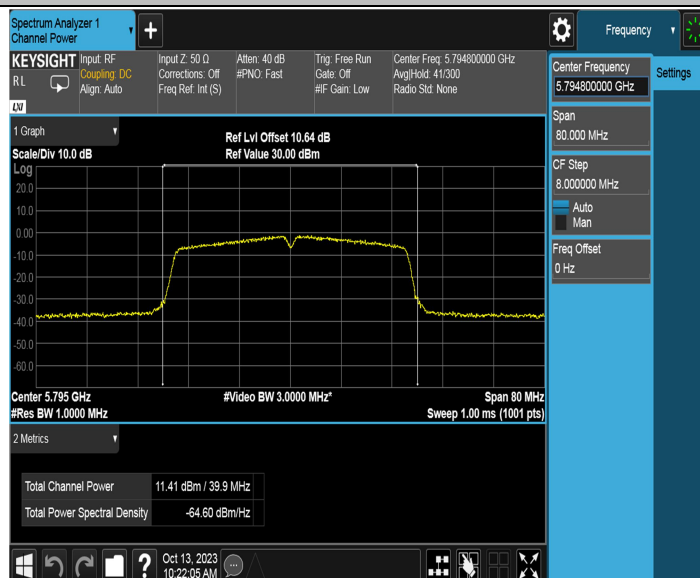 Spectrum Analyzer 1
Channel Power
Frequency
KEYSIGHT
RL
LXI
Input: RF
Coupling: DC
Align: Auto
Input Z: 50 Ω
Corrections: Off
Freq Ref: Int (S)
Atten: 40 dB
#PNO: Fast
Trig: Free Run
Gate: Off
#IF Gain: Low
Center Freq: 5.794800000 GHz
Avg|Hold: 41/300
Radio Std: None
Center Frequency
5.794800000 GHz
Settings
Span
80.000 MHz
CF Step
8.000000 MHz
Auto
Man
Freq Offset
0 Hz
1 Graph
Scale/Div 10.0 dB
Ref Lvl Offset 10.64 dB
Ref Value 30.00 dBm
Log
20.0
10.0
0.00
-10.0
-20.0
-30.0
-40.0
-50.0
-60.0
Center 5.795 GHz
#Video BW 3.0000 MHz*
Span 80 MHz
#Res BW 1.0000 MHz
Sweep 1.00 ms (1001 pts)
2 Metrics
Total Channel Power 11.41 dBm / 39.9 MHz
Total Power Spectral Density -64.60 dBm/Hz
?
Oct 13, 2023
10:22:05 AM